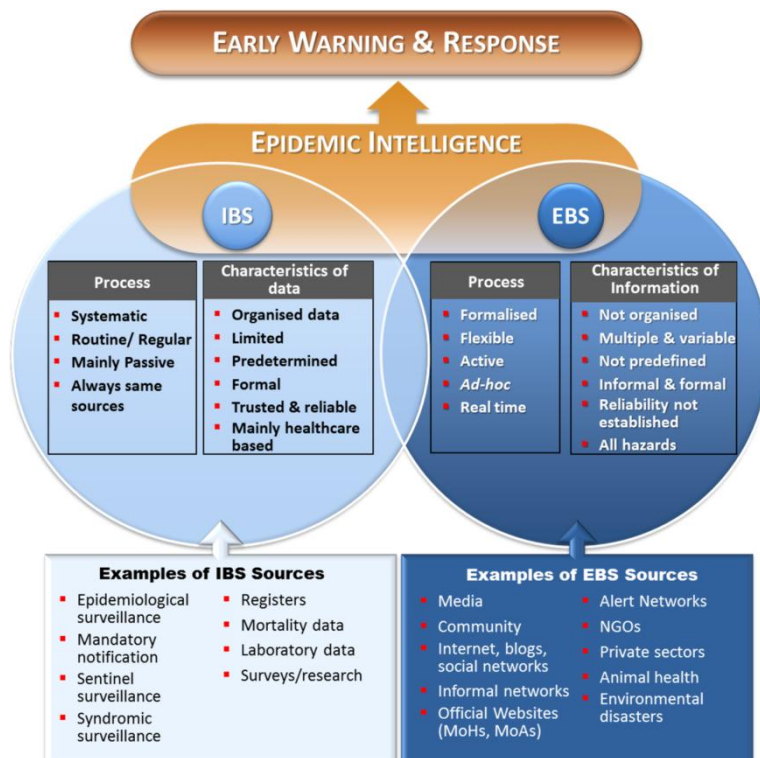 EARLY WARNING & RESPONSE
EPIDEMIC INTELLIGENCE
IBS
EBS
Process
Systematic
Routine/ Regular
Mainly Passive
Always same
sources
Characteristics of
data
Organised data
Limited
Predetermined
Formal
Trusted & reliable
Mainly healthcare
based
Process
Formalised
Flexible
Active
Ad-hoc
Real time
Characteristics of
Information
Not organised
Multiple & variable
Not predefined
Informal & formal
Reliability not
established
All hazards
Examples of IBS Sources
Epidemiological
surveillance
Mandatory
notification
Sentinel
surveillance
Syndromic
surveillance
Registers
Mortality data
Laboratory data
Surveys/research
Examples of EBS Sources
Media
Community
Internet, blogs,
social networks
Informal networks
Official Websites
(MoHs, MoAs)
Alert Networks
NGOs
Private sectors
Animal health
Environmental
disasters